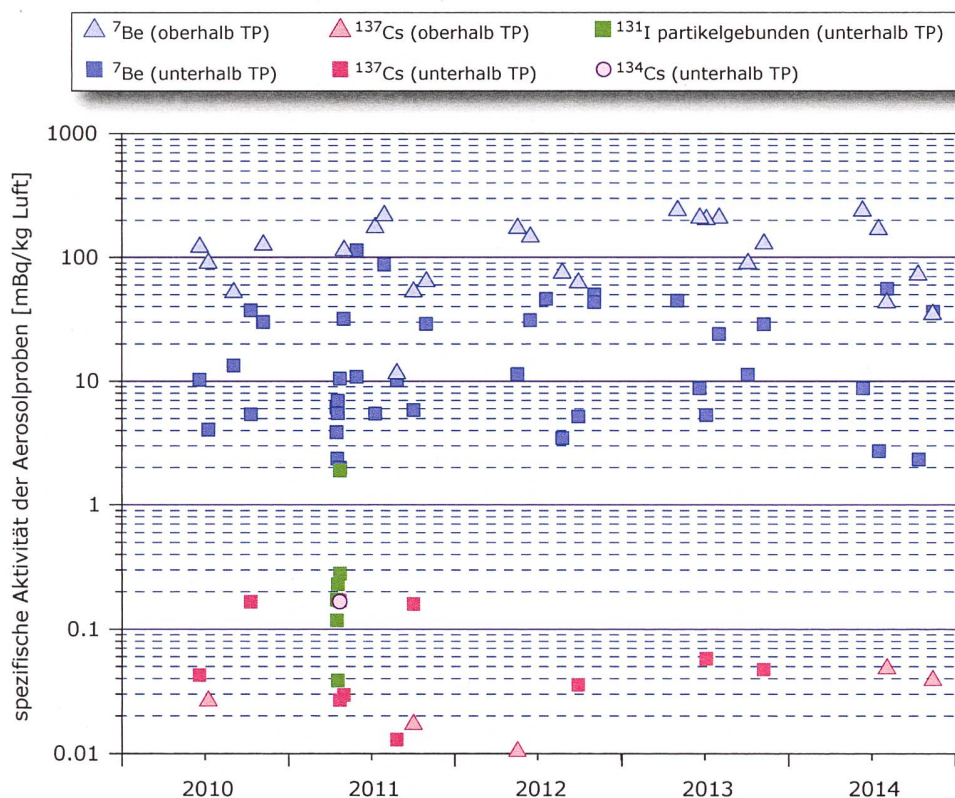 ⁷Be (oberhalb TP) ¹³⁷Cs (oberhalb TP) ¹³¹I partikelgebunden (unterhalb TP)
⁷Be (unterhalb TP) ¹³⁷Cs (unterhalb TP) ¹³⁴Cs (unterhalb TP)
spezifische Aktivität der Aerosolproben [mBq/kg Luft]
1000
100
10
1
0.1
0.01
2010 2011 2012 2013 2014